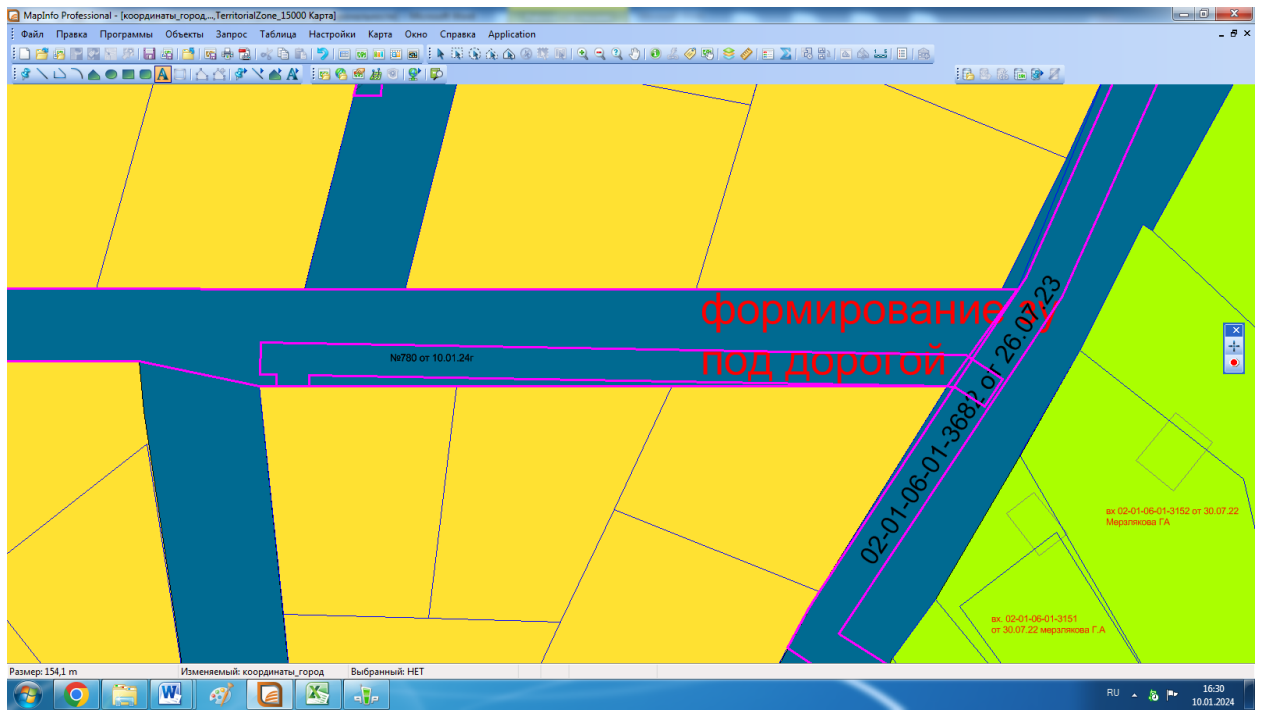 MapInfo Professional - [координаты_город,...,TerritorialZone_15000 Карта]
Файл Правка Программы Объекты Запрос Таблица Настройки Карта Окно Справка Application
формирование зу
под дорогой
№780 от 10.01.24г
02-01-06-01-3682 от 26.07.23
вх 02-01-06-01-3152 от 30.07.22
Мерзлякова ГА
вх. 02-01-06-01-3151
от 30.07.22 мерзлякова Г.А
Размер: 154,1 m Изменяемый: координаты_город Выбранный: НЕТ
RU
16:30
10.01.2024